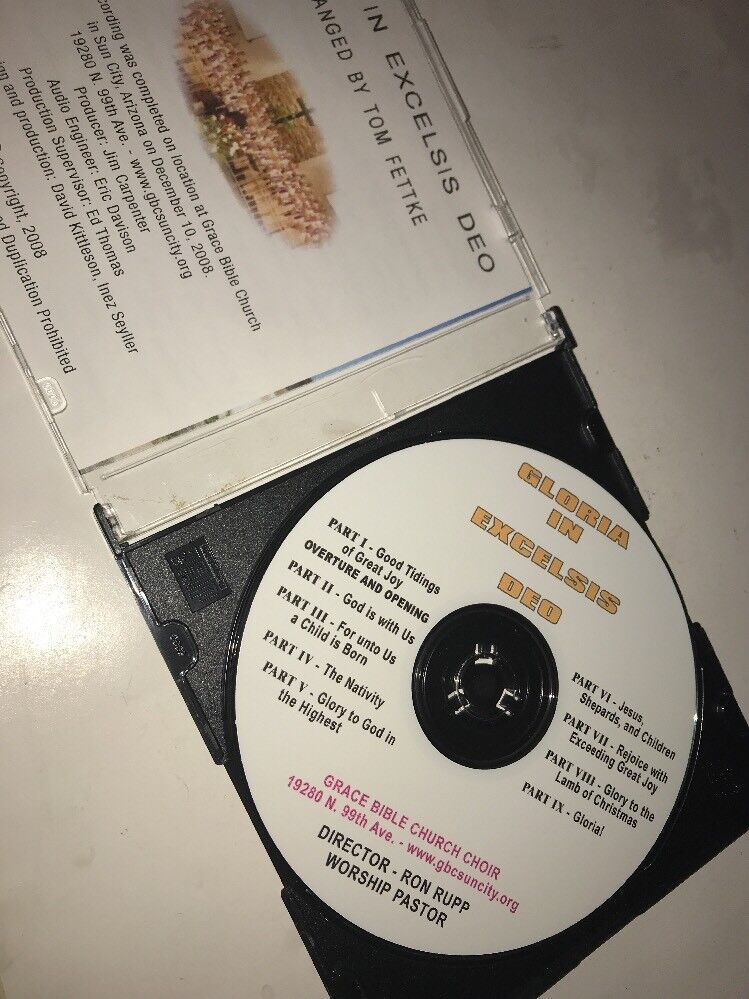 IN EXCELSIS DEO
ANGED BY TOM FETTKE
cording was completed on location at Grace Bible Church
in Sun City, Arizona on December 10, 2008.
19280 N. 99th Ave. - www.gbcsuncity.org
Producer: Jim Carpenter
Audio Engineer: Eric Davison
Production Supervisor: Ed Thomas
ign and production: David Kittleson, Inez Seyller
Copyright, 2008
ed Duplication Prohibited
GLORIA
IN
EXCELSIS
DEO
PART I - Good Tidings
of Great Joy
OVERTURE AND OPENING
PART II - God is with Us
PART III - For unto Us
a Child is Born
PART IV - The Nativity
PART V - Glory to God in
the Highest
PART VI - Jesus,
Shepards, and Children
PART VII - Rejoice with
Exceeding Great Joy
PART VIII - Glory to the
Lamb of Christmas
PART IX - Gloria!
GRACE BIBLE CHURCH CHOIR
19280 N. 99th Ave. - www.gbcsuncity.org
DIRECTOR - RON RUPP
WORSHIP PASTOR